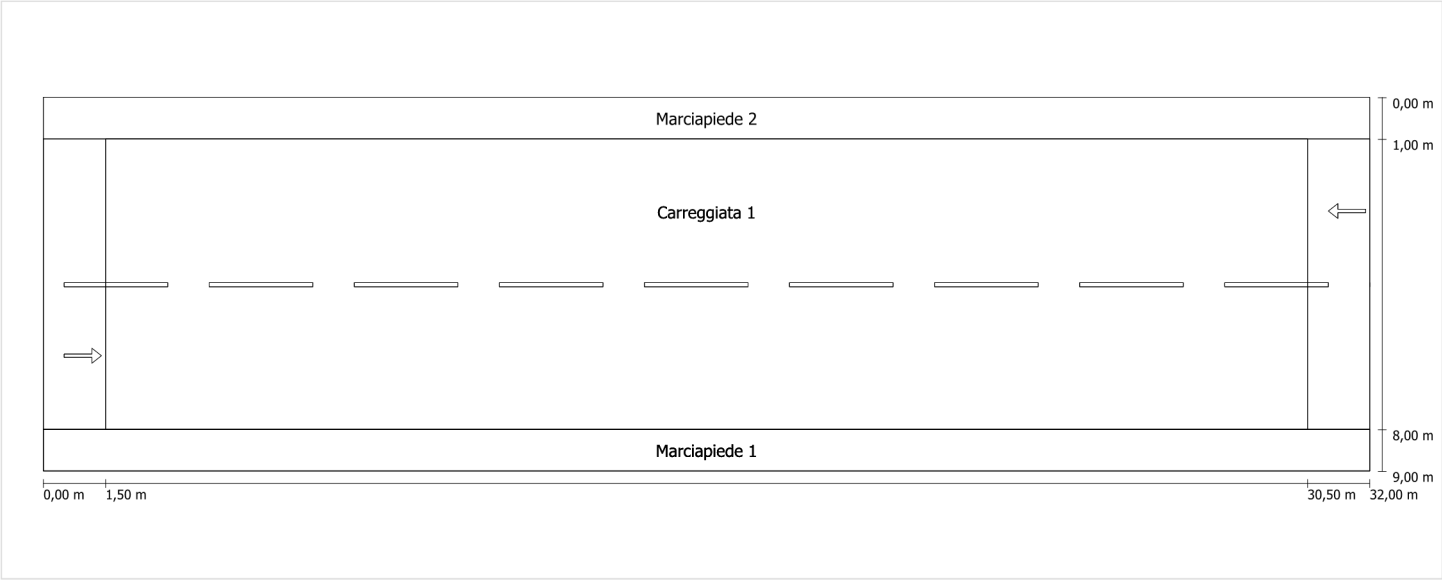 0,00 m
Marciapiede 2
1,00 m
Carreggiata 1
8,00 m
Marciapiede 1
9,00 m
0,00 m 1,50 m 30,50 m 32,00 m